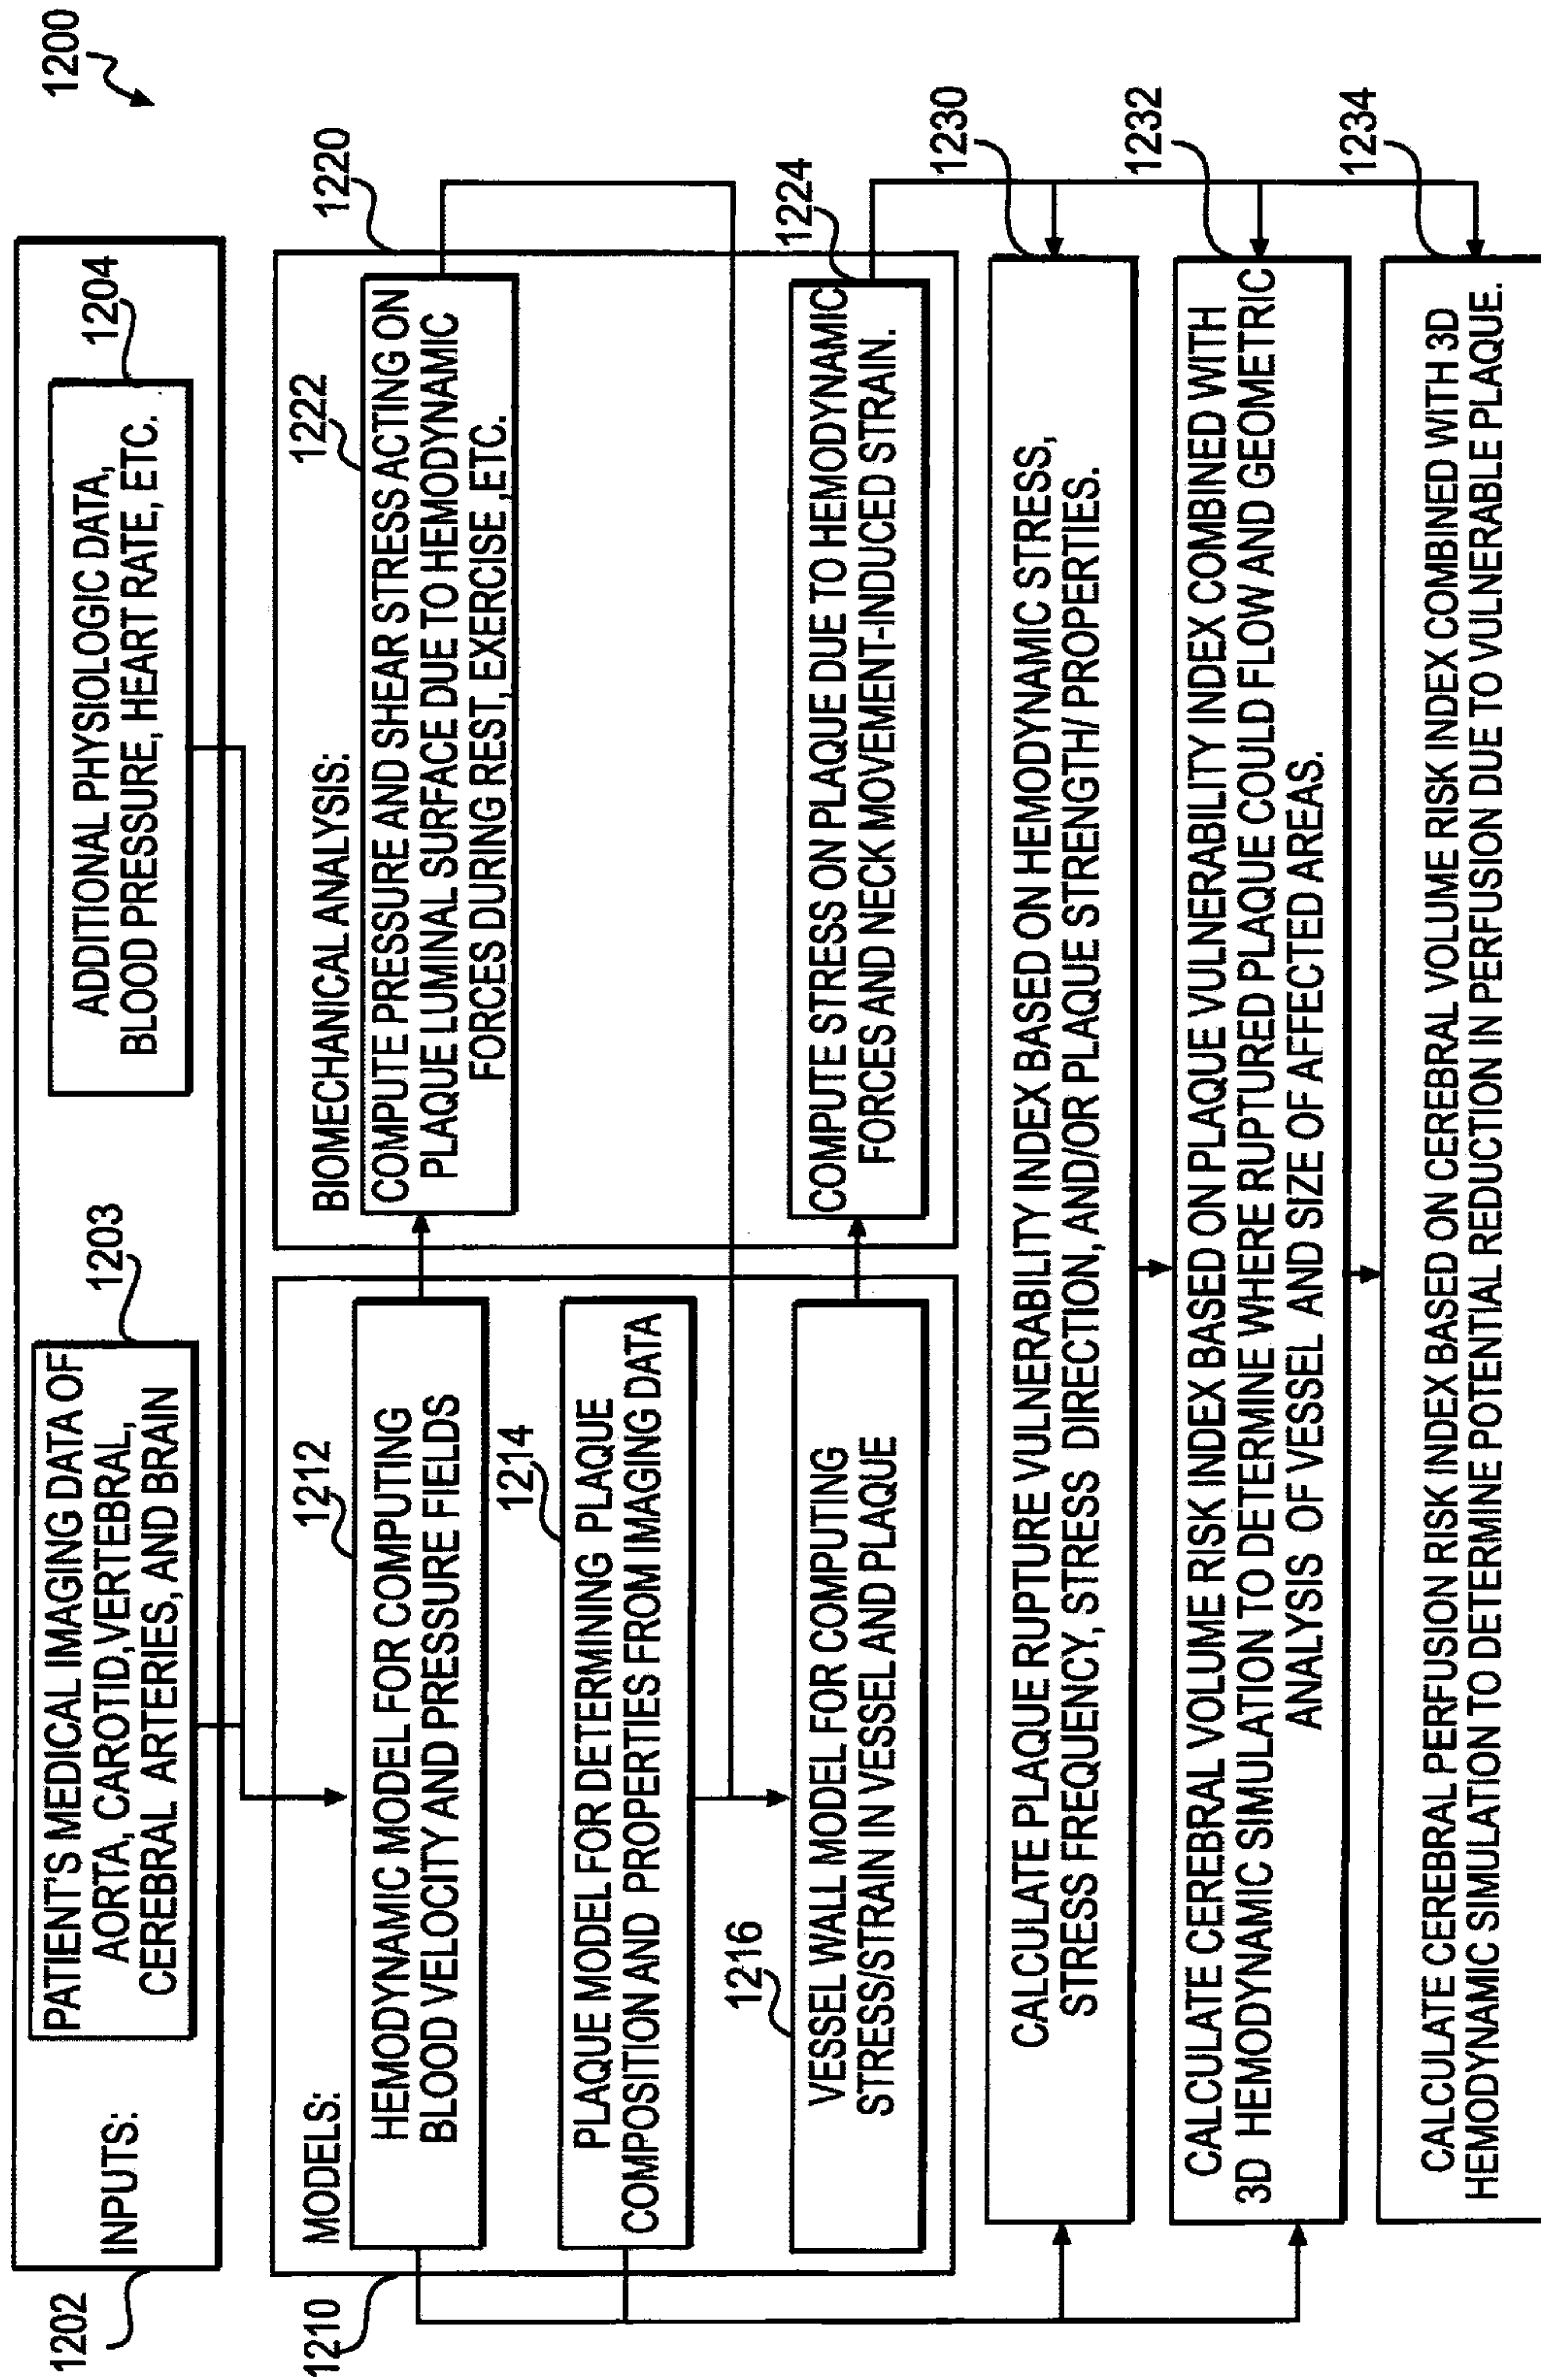 1200
1202
INPUTS:
1203
PATIENT'S MEDICAL IMAGING DATA OF
AORTA, CAROTID, VERTEBRAL,
CEREBRAL ARTERIES, AND BRAIN
1204
ADDITIONAL PHYSIOLOGIC DATA,
BLOOD PRESSURE, HEART RATE, ETC.
1210
MODELS:
1212
HEMODYNAMIC MODEL FOR COMPUTING
BLOOD VELOCITY AND PRESSURE FIELDS
1214
PLAQUE MODEL FOR DETERMINING PLAQUE
COMPOSITION AND PROPERTIES FROM IMAGING DATA
1216
VESSEL WALL MODEL FOR COMPUTING
STRESS/STRAIN IN VESSEL AND PLAQUE
1220
BIOMECHANICAL ANALYSIS:
1222
COMPUTE PRESSURE AND SHEAR STRESS ACTING ON
PLAQUE LUMINAL SURFACE DUE TO HEMODYNAMIC
FORCES DURING REST, EXERCISE ,ETC.
1224
COMPUTE STRESS ON PLAQUE DUE TO HEMODYNAMIC
FORCES AND NECK MOVEMENT-INDUCED STRAIN.
1230
CALCULATE PLAQUE RUPTURE VULNERABILITY INDEX BASED ON HEMODYNAMIC STRESS,
STRESS FREQUENCY, STRESS DIRECTION, AND/OR PLAQUE STRENGTH/ PROPERTIES.
1232
CALCULATE CEREBRAL VOLUME RISK INDEX BASED ON PLAQUE VULNERABILITY INDEX COMBINED WITH
3D HEMODYNAMIC SIMULATION TO DETERMINE WHERE RUPTURED PLAQUE COULD FLOW AND GEOMETRIC
ANALYSIS OF VESSEL AND SIZE OF AFFECTED AREAS.
1234
CALCULATE CEREBRAL PERFUSION RISK INDEX BASED ON CEREBRAL VOLUME RISK INDEX COMBINED WITH 3D
HEMODYNAMIC SIMULATION TO DETERMINE POTENTIAL REDUCTION IN PERFUSION DUE TO VULNERABLE PLAQUE.